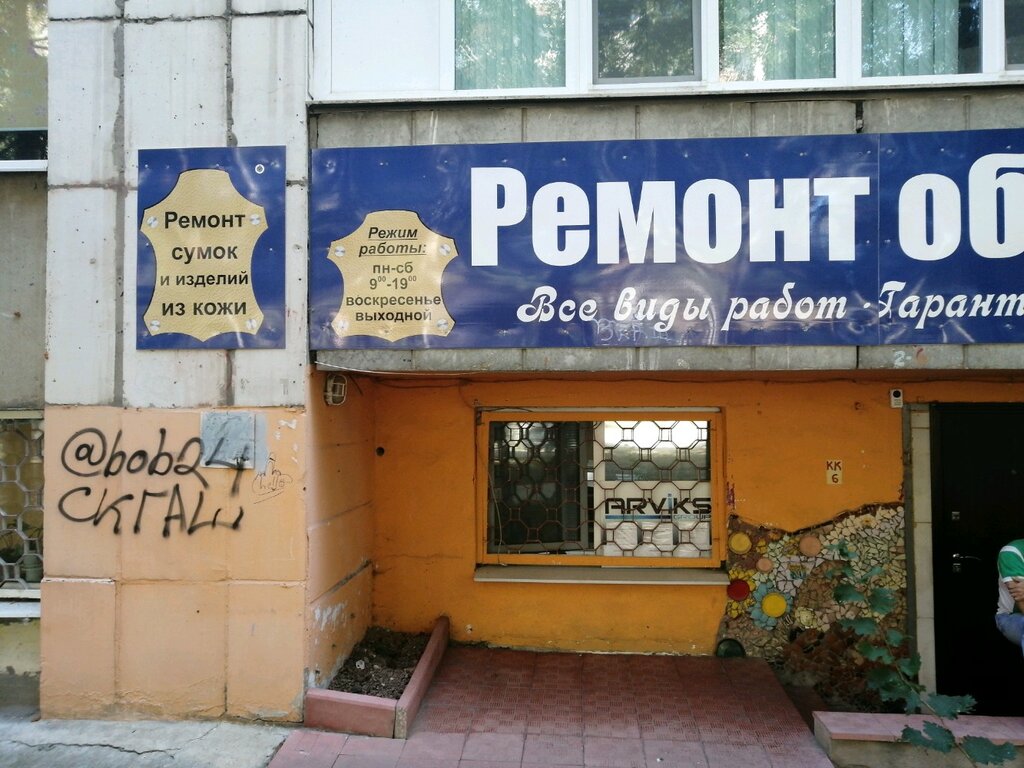 Ремонт
сумок
и изделий
из кожи
Режим
работы:
пн-сб
9⁰⁰-19⁰⁰
воскресенье
выходной
Ремонт об
Все виды работ Гарант
@bob24
СКГАШ
ARViKS
КК
6